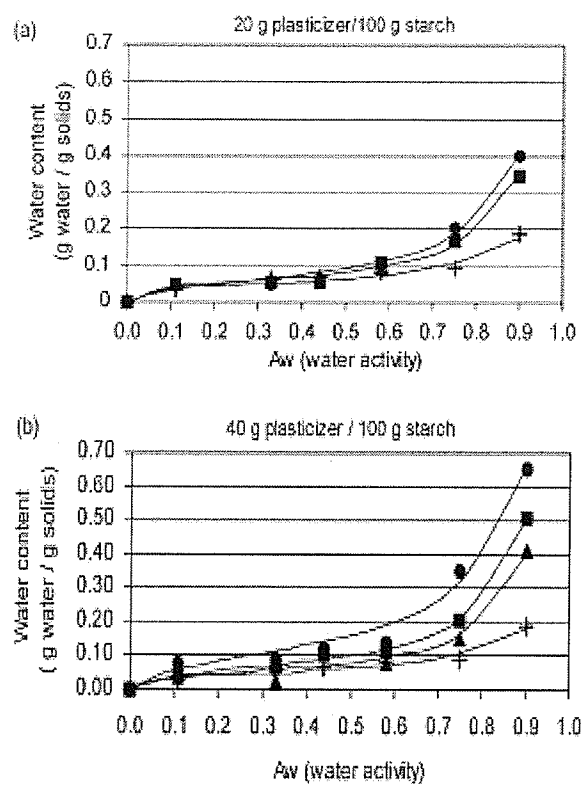 (a)
20 g plasticizer/100 g starch
Water content
(g water / g solids)
0.7
0.6
0.5
0.4
0.3
0.2
0.1
0
0.0 0.1 0.2 0.3 0.4 0.5 0.6 0.7 0.8 0.9 1.0
Aw (water activity)
(b)
40 g plasticizer / 100 g starch
Water content
( g water / g solids)
0.70
0.60
0.50
0.40
0.30
0.20
0.10
0.00
0.0 0.1 0.2 0.3 0.4 0.5 0.6 0.7 0.8 0.9 1.0
Aw (water activity)